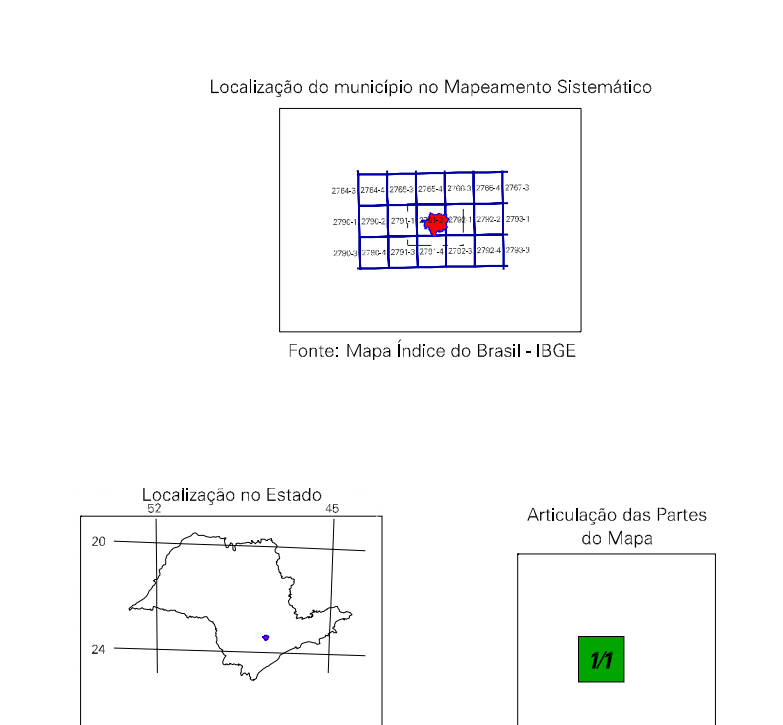 Localização do município no Mapeamento Sistemático
2764-3 2764-4 2765-3 2765-4 2766-3 2766-4 2767-3
2790-1 2790-2 2791-1 2792-1 2792-2 2793-1
2790-3 2790-4 2791-3 2791-4 2792-3 2792-4 2793-3
Fonte: Mapa Índice do Brasil - IBGE
Localização no Estado
52 45
20
24
Articulação das Partes
do Mapa
1/1